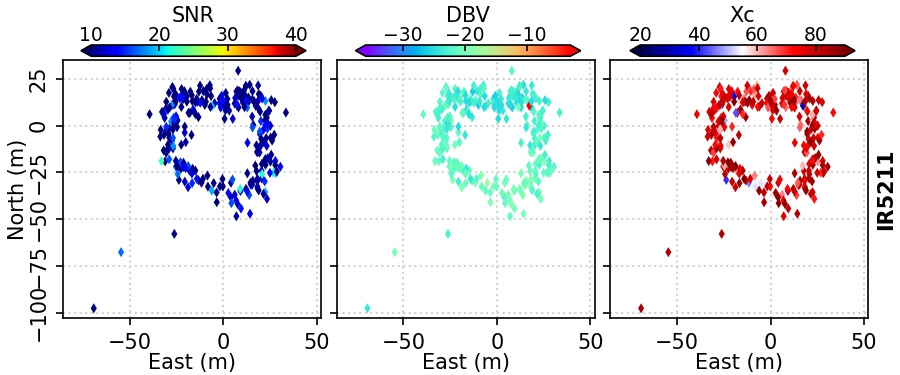 SNR DBV Xc
10 20 30 40 −30 −20 −10 20 40 60 80
North (m)
25
0
−25
−50
−75
−100
−50 0 50 −50 0 50 −50 0 50
East (m) East (m) East (m)
IR5211